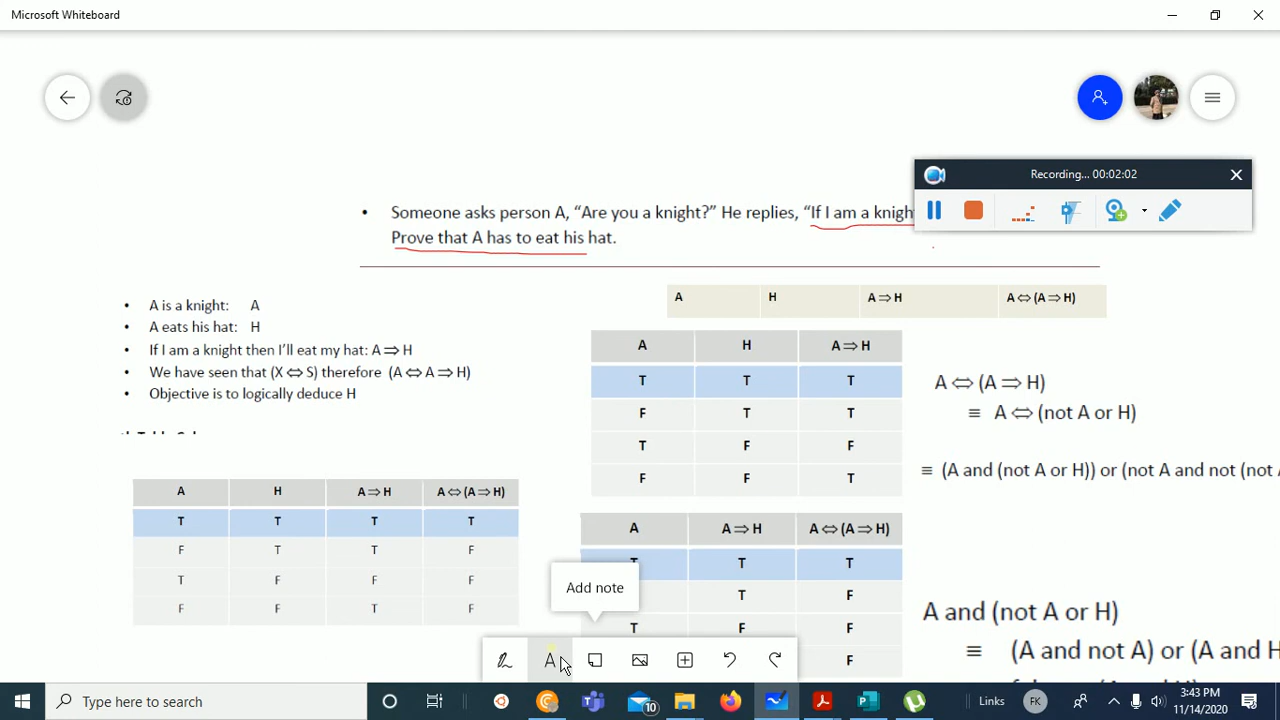 Microsoft Whiteboard
Recording... 00:02:02
• Someone asks person A, “Are you a knight?” He replies, “If I am a knight
Prove that A has to eat his hat.
• A is a knight: A
• A eats his hat: H
• If I am a knight then I’ll eat my hat: A ⇒ H
• We have seen that (X ⇔ S) therefore (A ⇔ A ⇒ H)
• Objective is to logically deduce H
A H A ⇒ H A ⇔ (A ⇒ H)
T T T T
F T T F
T F F F
F F T F
A H A ⇒ H A ⇔ (A ⇒ H)
A H A ⇒ H
T T T
F T T
T F F
F F T
A A ⇒ H A ⇔ (A ⇒ H)
T T
T F
T F F
F
A ⇔ (A ⇒ H)
≡ A ⇔ (not A or H)
≡ (A and (not A or H)) or (not A and not (not
A and (not A or H)
≡ (A and not A) or (A and H
Add note
A
Type here to search
10
Links
FK
3:43 PM
11/14/2020